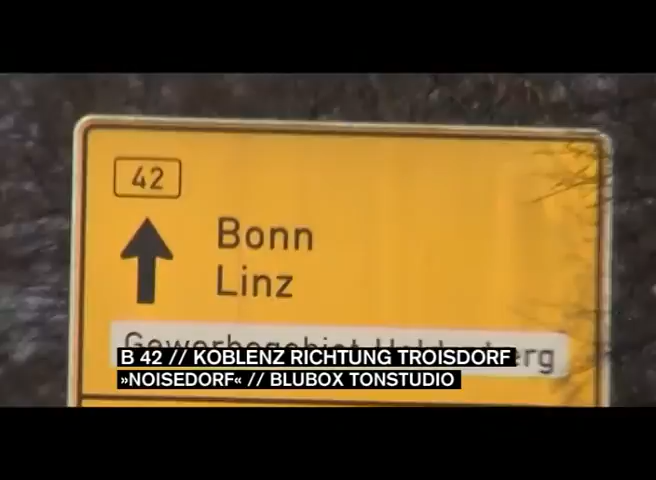 42
Bonn
Linz
B 42 // KOBLENZ RICHTUNG TROISDORF
»NOISEDORF« // BLUBOX TONSTUDIO